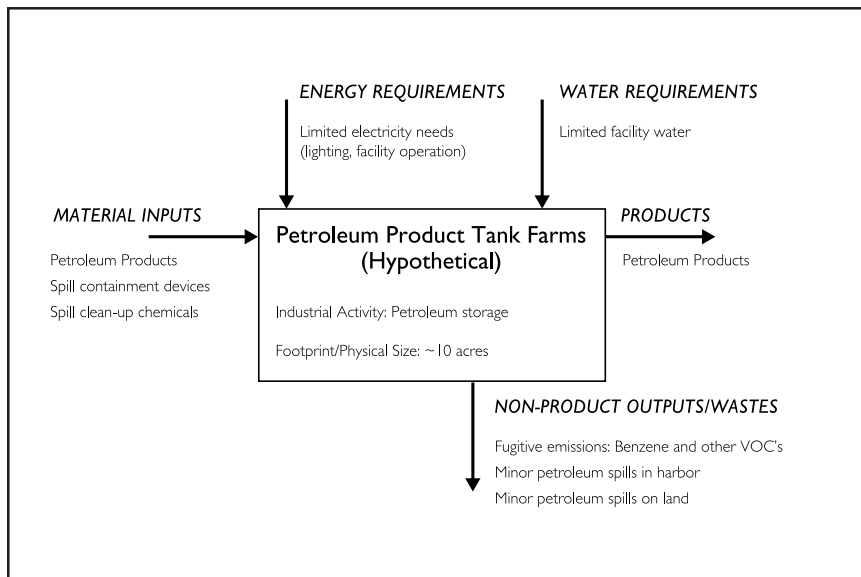 ENERGY REQUIREMENTS
Limited electricity needs
(lighting, facility operation)
WATER REQUIREMENTS
Limited facility water
MATERIAL INPUTS
Petroleum Products
Spill containment devices
Spill clean-up chemicals
Petroleum Product Tank Farms
(Hypothetical)
Industrial Activity: Petroleum storage
Footprint/Physical Size: ~10 acres
PRODUCTS
Petroleum Products
NON-PRODUCT OUTPUTS/WASTES
Fugitive emissions: Benzene and other VOC's
Minor petroleum spills in harbor
Minor petroleum spills on land